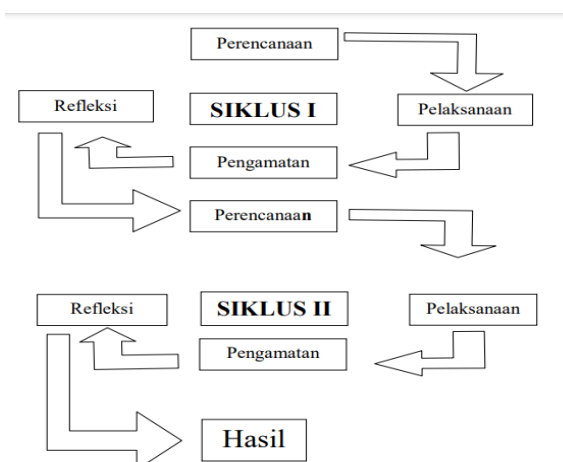 Perencanaan
Refleksi
SIKLUS I
Pelaksanaan
Pengamatan
Perencanaan
Refleksi
SIKLUS II
Pelaksanaan
Pengamatan
Hasil